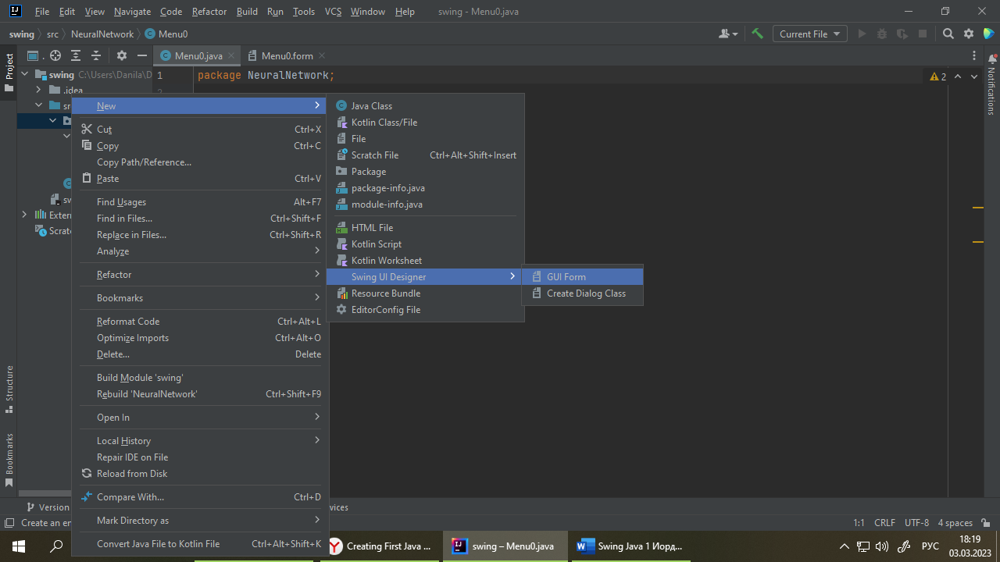 File Edit View Navigate Code Refactor Build Run Tools VCS Window Help swing - Menu0.java
swing src NeuralNetwork Menu0 Current File
Project
Menu0.java Menu0.form
swing C:\Users\Danila\D
.idea
1 package NeuralNetwork;
2
2
Notifications
New
Cut Ctrl+X
Copy Ctrl+C
Copy Path/Reference...
Paste Ctrl+V
Find Usages Alt+F7
Find in Files... Ctrl+Shift+F
Replace in Files... Ctrl+Shift+R
Analyze
Refactor
Bookmarks
Reformat Code Ctrl+Alt+L
Optimize Imports Ctrl+Alt+O
Delete... Delete
Build Module 'swing'
Rebuild 'NeuralNetwork' Ctrl+Shift+F9
Open In
Local History
Repair IDE on File
Reload from Disk
Compare With... Ctrl+D
Mark Directory as
Convert Java File to Kotlin File Ctrl+Alt+Shift+K
Java Class
Kotlin Class/File
File
Scratch File Ctrl+Alt+Shift+Insert
Package
package-info.java
module-info.java
HTML File
Kotlin Script
Kotlin Worksheet
Swing UI Designer
Resource Bundle
EditorConfig File
GUI Form
Create Dialog Class
Structure
Bookmarks
Version
Create an
1:1 CRLF UTF-8 4 spaces
Creating First Java ... swing – Menu0.java Swing Java 1 Иорд...
РУС
18:19
03.03.2023